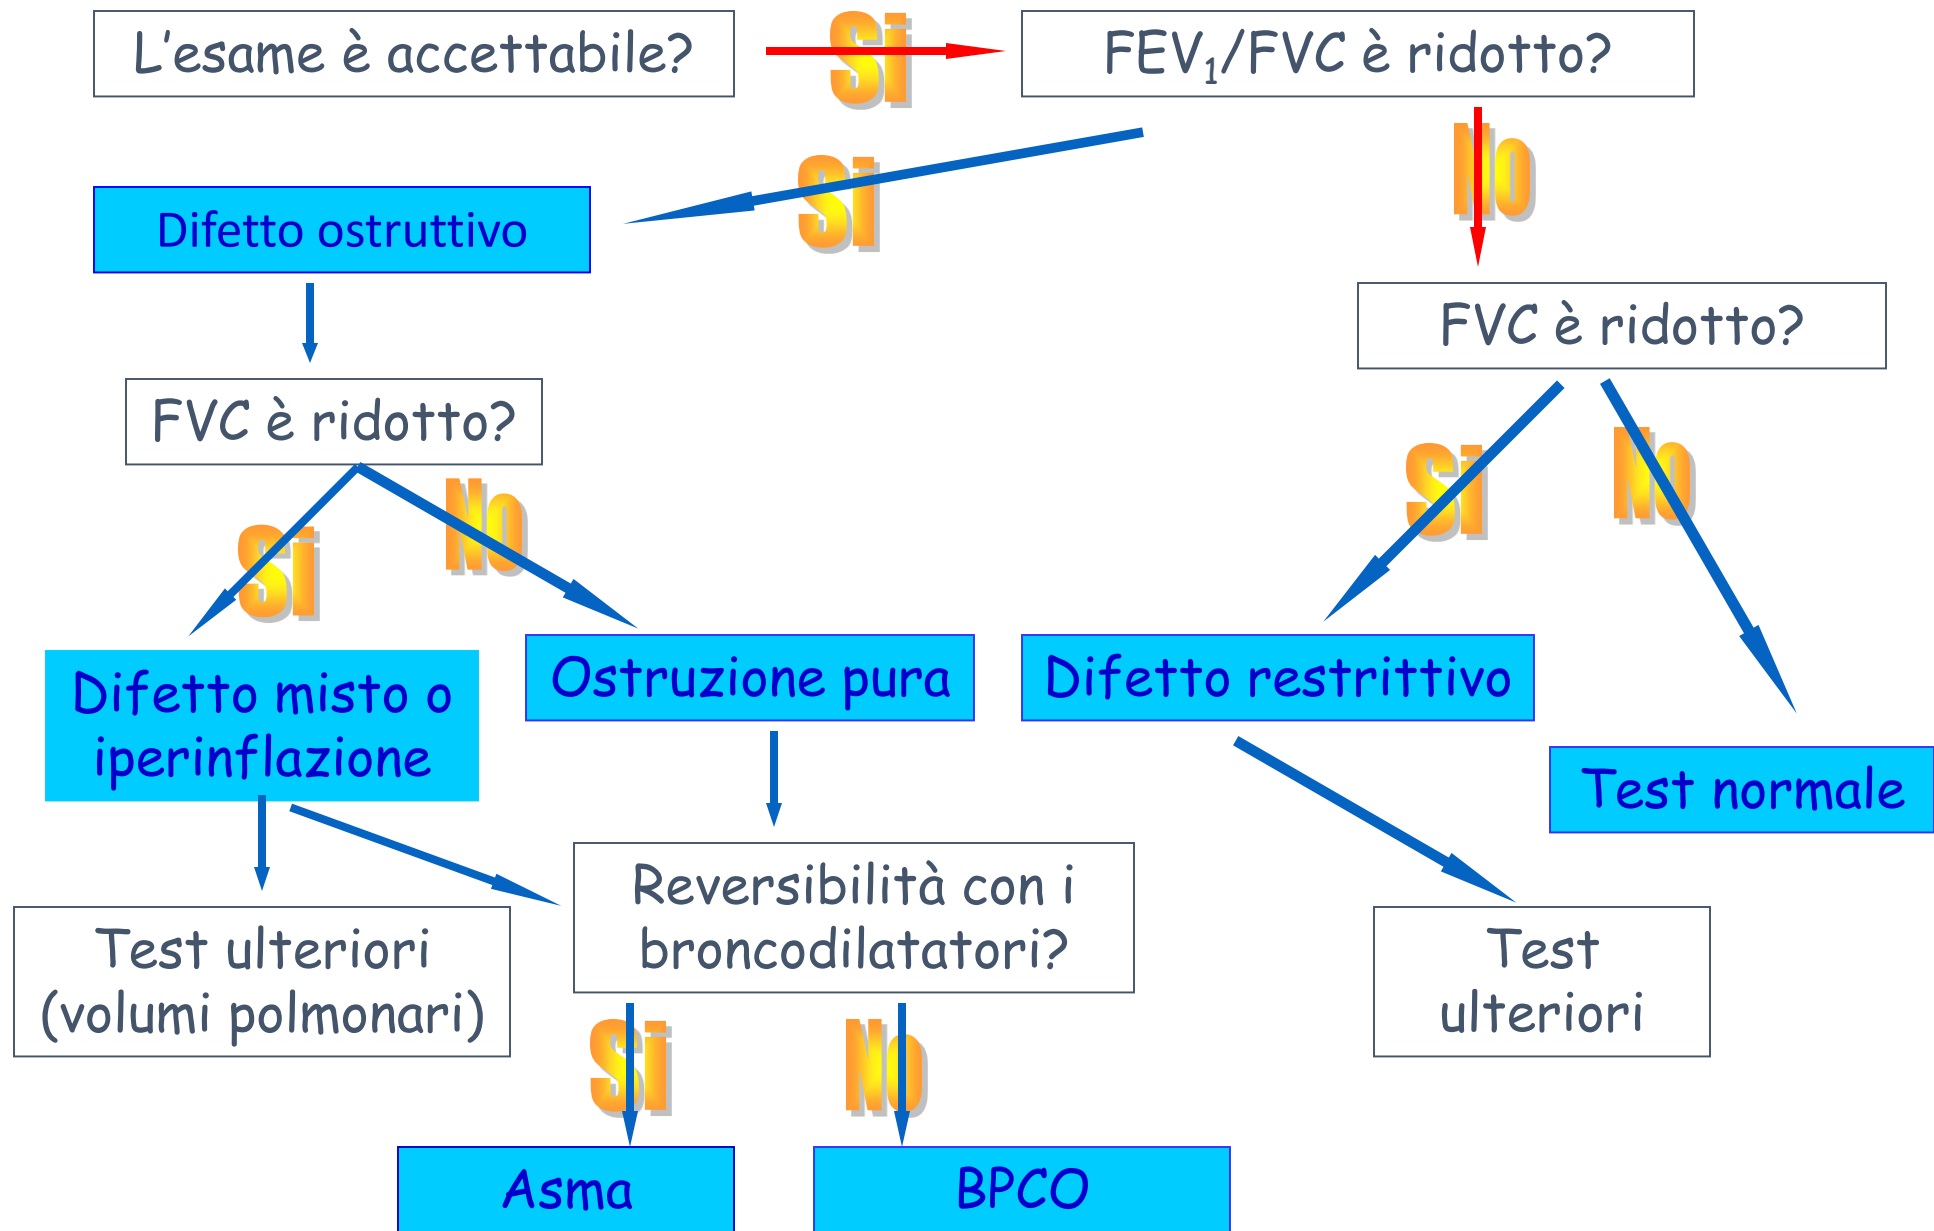 L'esame è accettabile?
Si
FEV₁/FVC è ridotto?
Si
No
Difetto ostruttivo
FVC è ridotto?
FVC è ridotto?
Si
No
Si
No
Difetto misto o
iperinflazione
Ostruzione pura
Difetto restrittivo
Test normale
Reversibilità con i
broncodilatatori?
Test ulteriori
(volumi polmonari)
Test
ulteriori
Si
No
Asma
BPCO